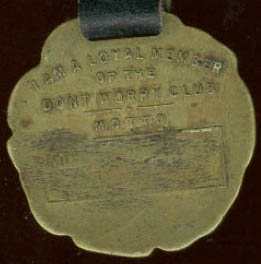 I AM A LOYAL MEMBER
OF THE
DONT WORRY CLUB
MOTTO